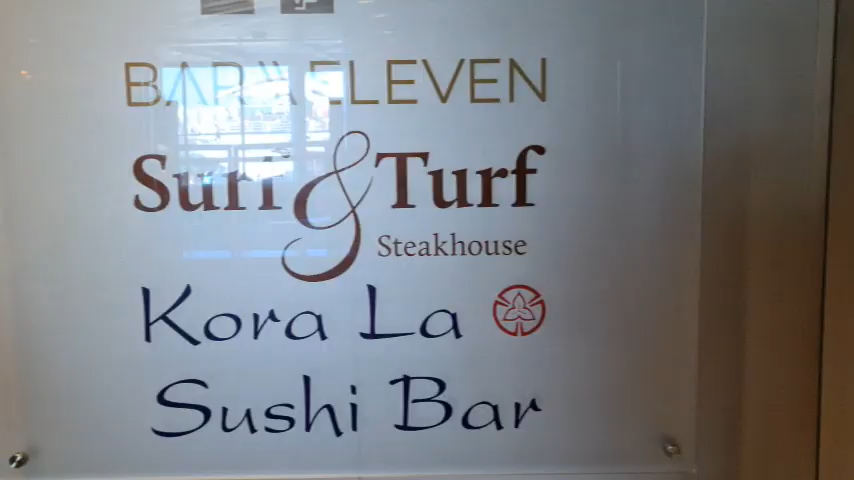 BAR ELEVEN
Surf & Turf
Steakhouse
Kora La
Sushi Bar